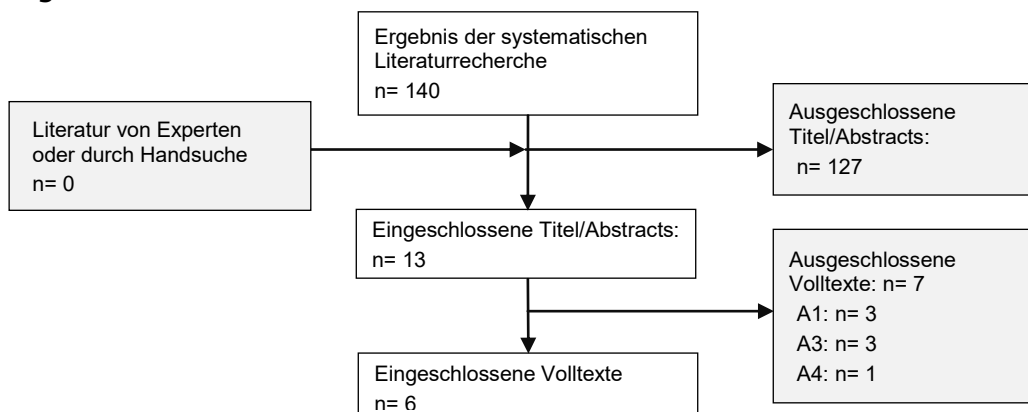 Ergebnis der systematischen
Literaturrecherche
n= 140
Literatur von Experten
oder durch Handsuche
n= 0
Ausgeschlossene
Titel/Abstracts:
n= 127
Eingeschlossene Titel/Abstracts:
n= 13
Ausgeschlossene
Volltexte: n= 7
A1: n= 3
A3: n= 3
A4: n= 1
Eingeschlossene Volltexte
n= 6